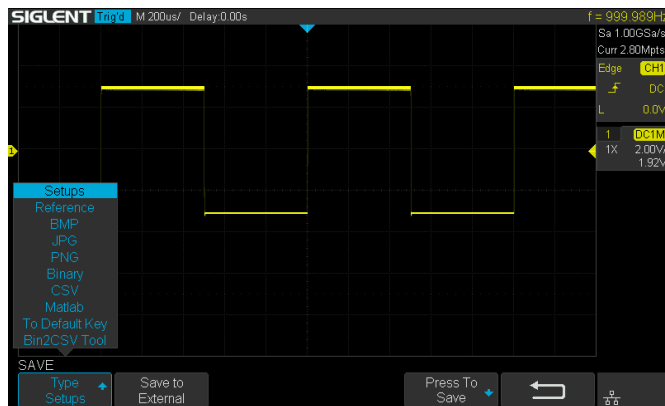 SIGLENT Trig'd M 200us/ Delay:0.00s f = 999.989Hz
Sa 1.00GSa/s
Curr 2.80Mpts
Edge CH1
DC
L 0.0V
1 DC1M
1X 2.00V/
1.92V
1
Setups
Reference
BMP
JPG
PNG
Binary
CSV
Matlab
To Default Key
Bin2CSV Tool
SAVE
Type
Setups
Save to
External
Press To
Save